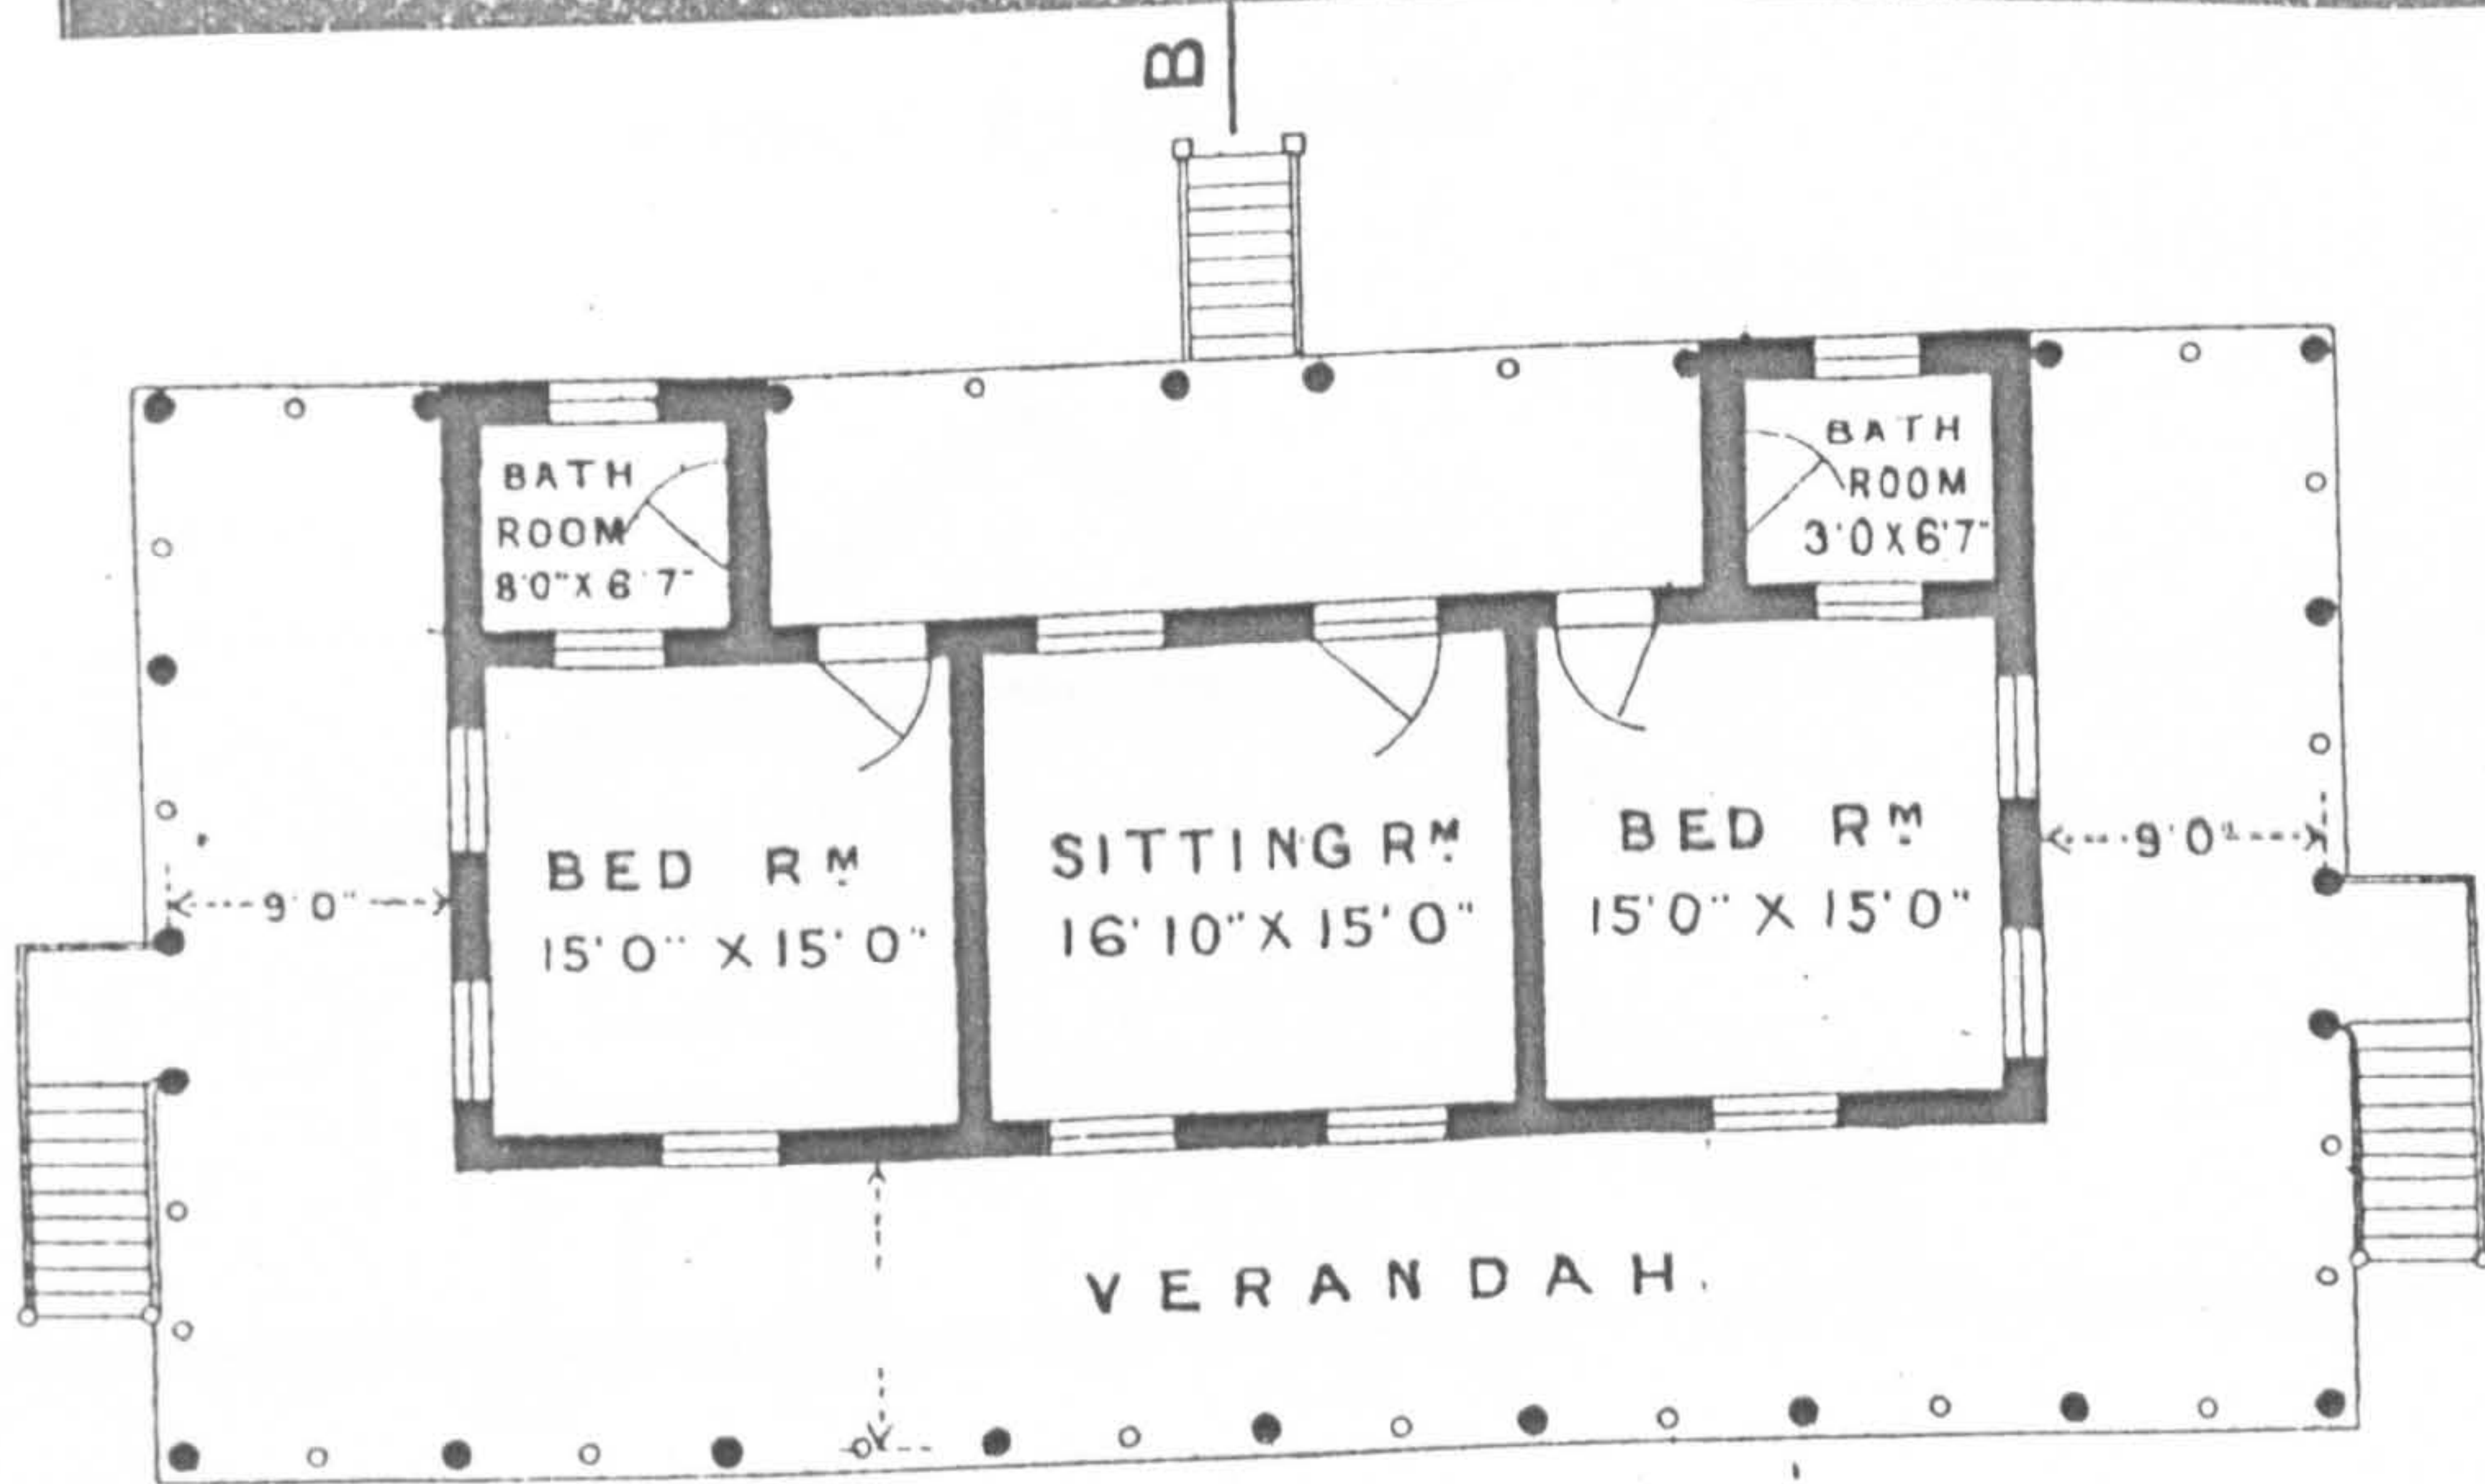 B
BATH
ROOM
8'0"X 6'7"
BATH
ROOM
3'0X6'7"
BED RM
15'0" X 15'0"
SITTING RM
16'10" X 15'0"
BED RM
15'0" X 15'0"
9'0"
9'0"
VERANDAH.